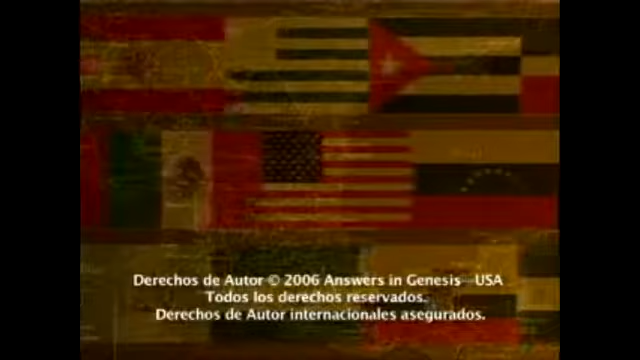 Derechos de Autor © 2006 Answers in Genesis—USA
Todos los derechos reservados.
Derechos de Autor internacionales asegurados.